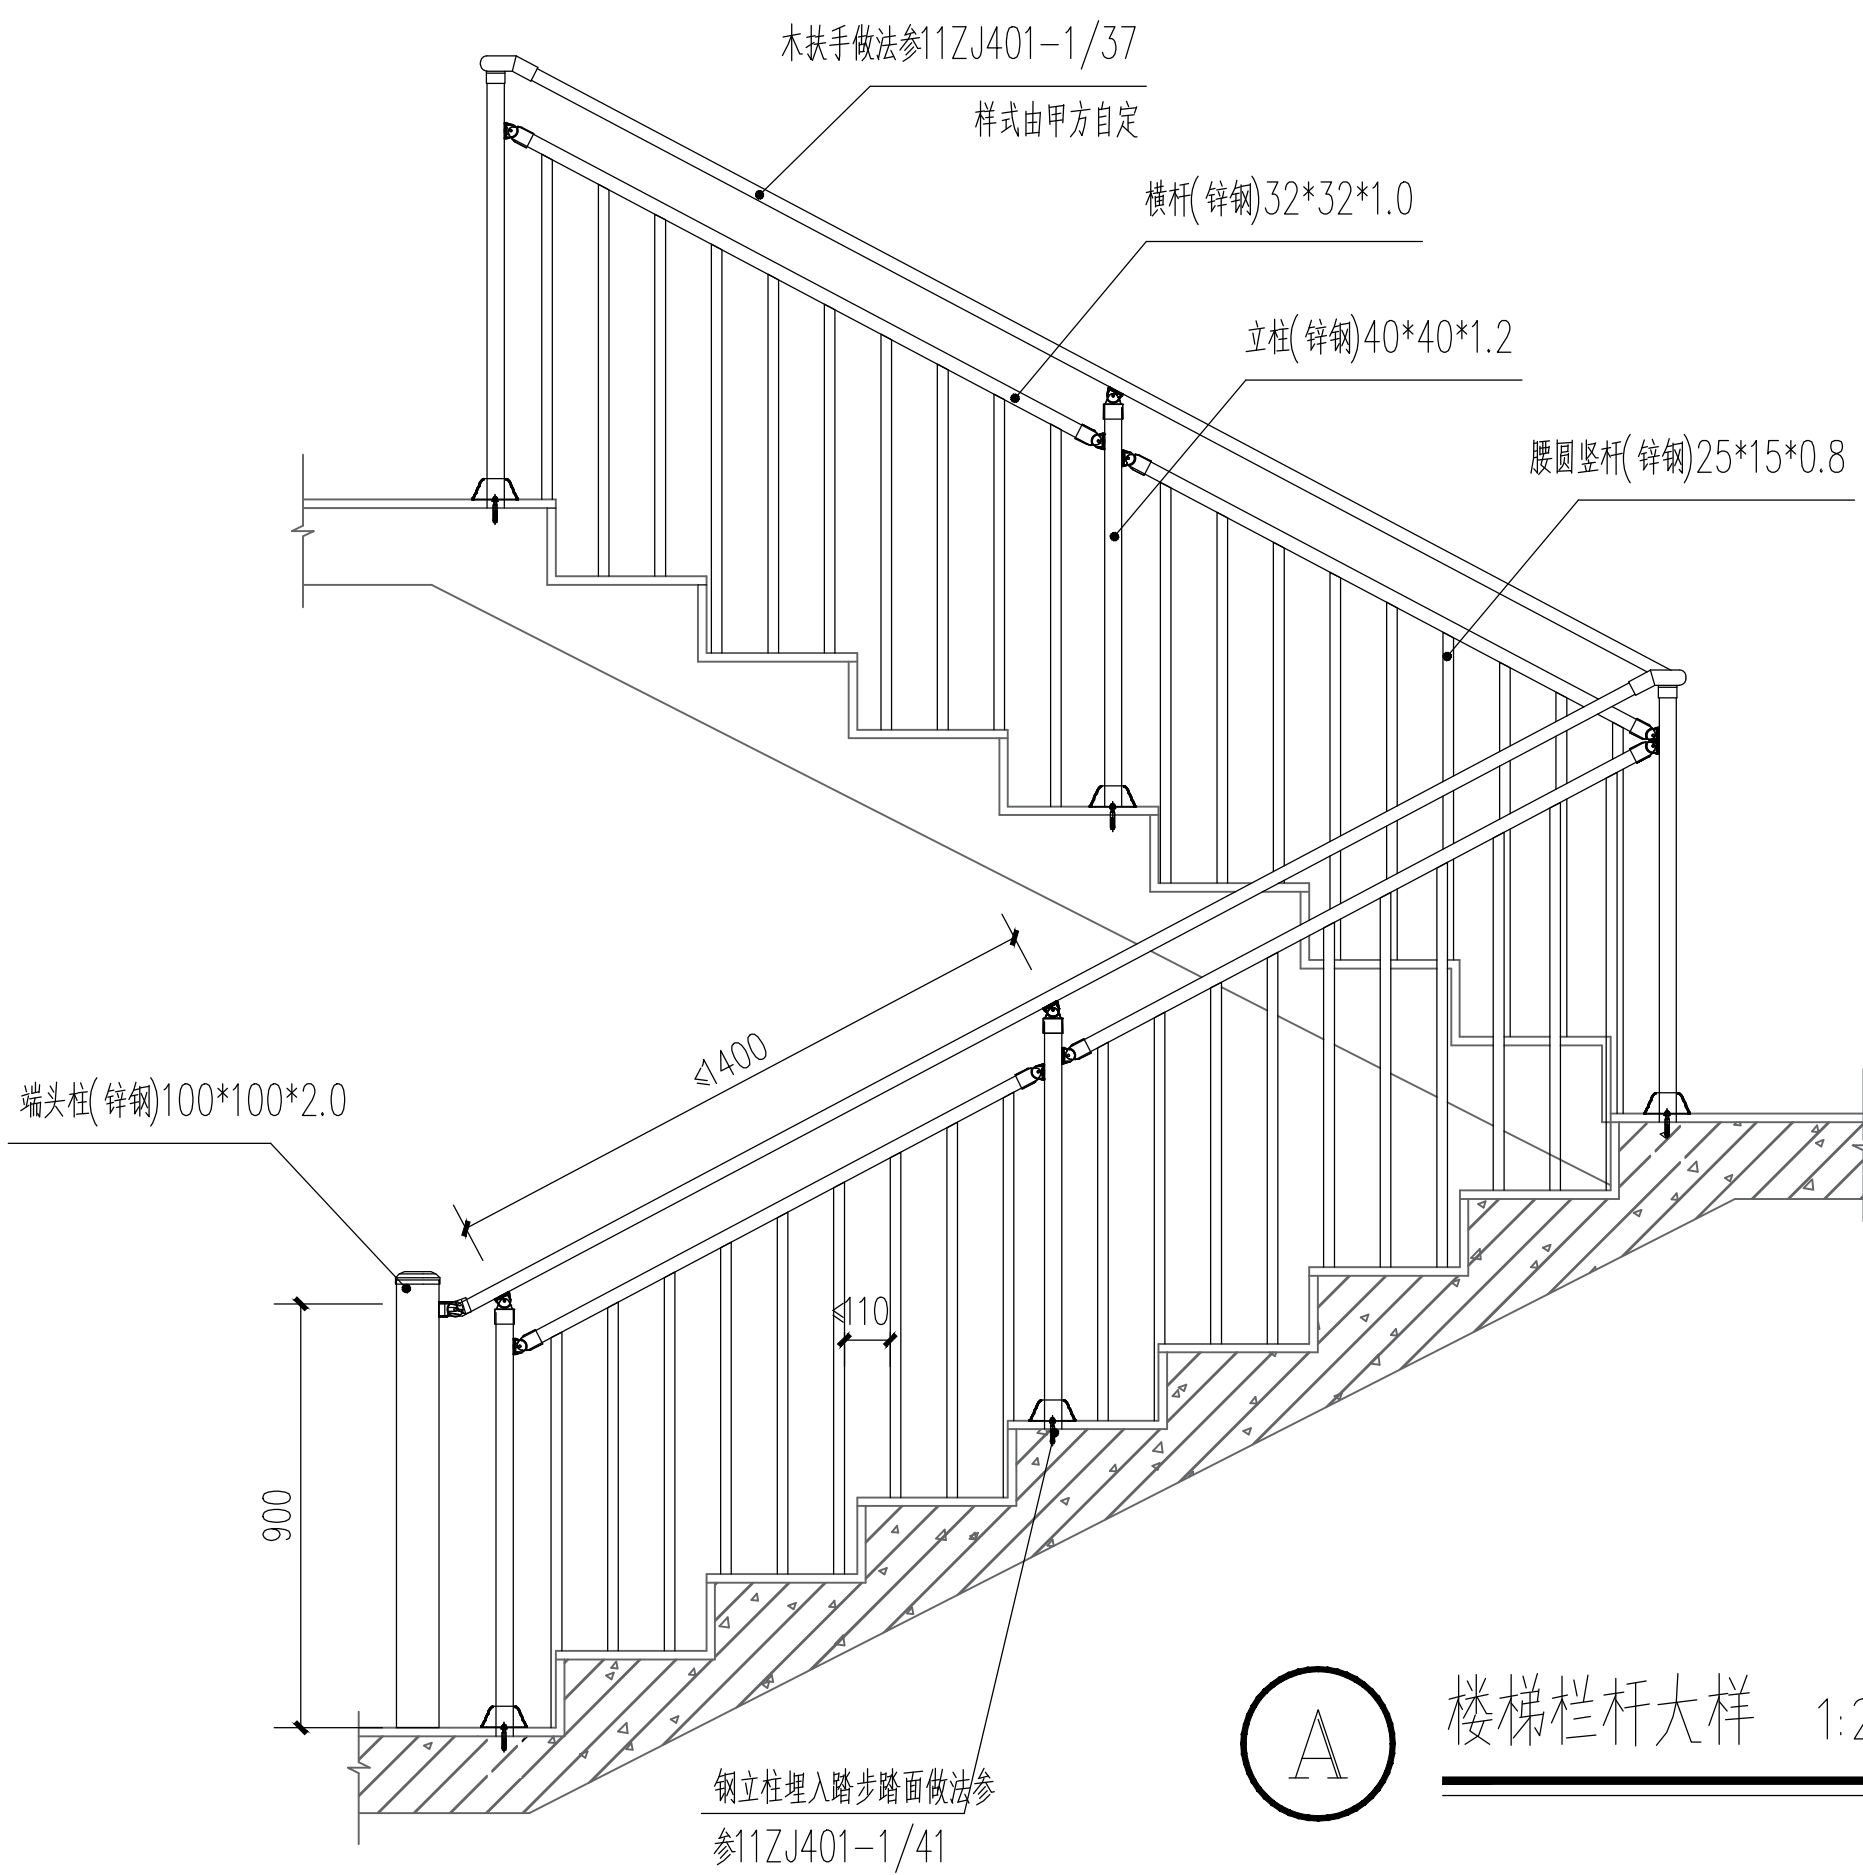 木扶手做法参11ZJ401-1/37
样式由甲方自定
横杆(锌钢)32*32*1.0
立柱(锌钢)40*40*1.2
腰圆竖杆(锌钢)25*15*0.8
≤1400
端头柱(锌钢)100*100*2.0
≤110
900
钢立柱埋入踏步踏面做法参
参11ZJ401-1/41
A
楼梯栏杆大样 1:2